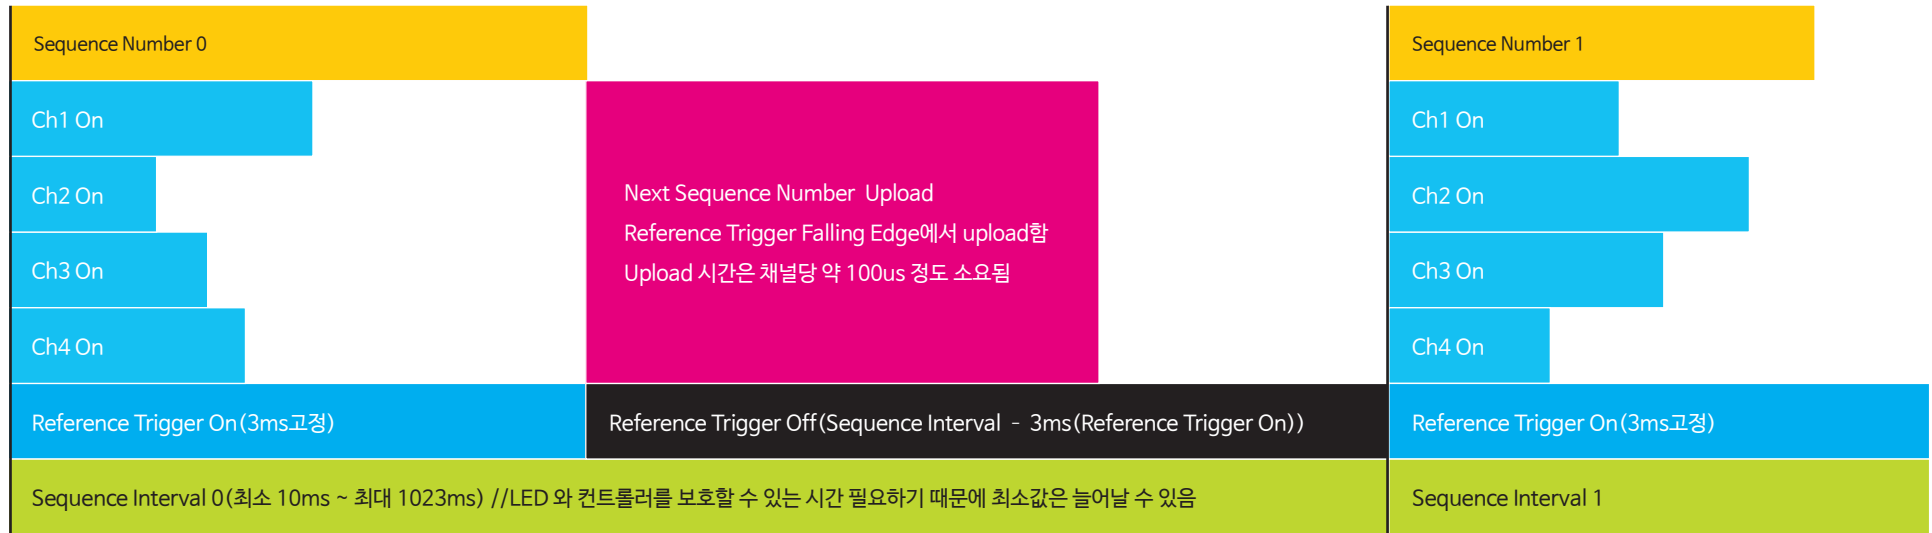 Sequence Number 0
Sequence Number 1
Ch1 On
Ch1 On
Ch2 On
Next Sequence Number Upload
Ch2 On
Reference Trigger Falling Edge에서 upload함
Ch3 On
Upload 시간은 채널당 약 100us 정도 소요됨
Ch3 On
Ch4 On
Ch4 On
Reference Trigger On(3ms고정)
Reference Trigger Off(Sequence Interval - 3ms(Reference Trigger On))
Reference Trigger On(3ms고정)
Sequence Interval 0(최소 10ms ~ 최대 1023ms) //LED 와 컨트롤러를 보호할 수 있는 시간 필요하기 때문에 최소값은 늘어날 수 있음
Sequence Interval 1